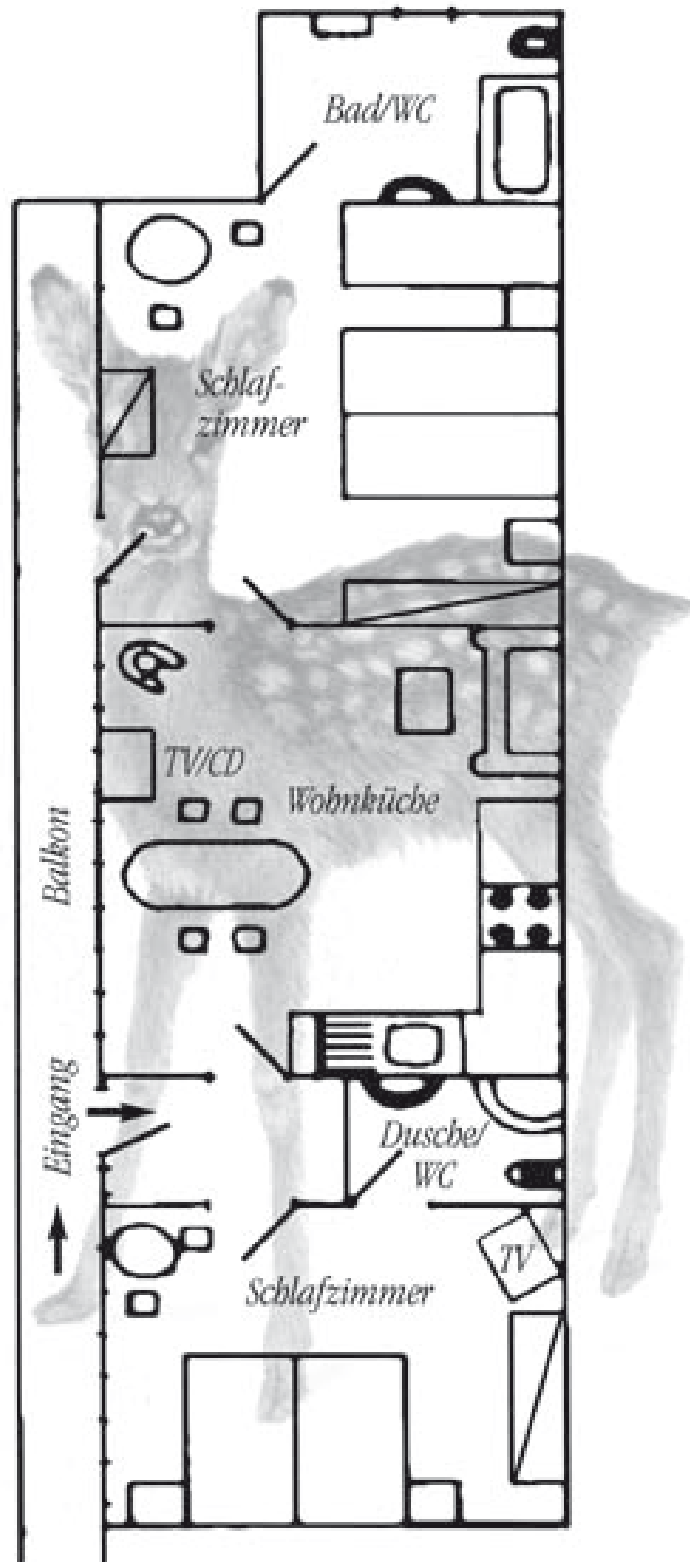 Bad/WC
Schlaf-
zimmer
TV/CD
Wohnküche
Balkon
Eingang
Dusche/
WC
TV
Schlafzimmer